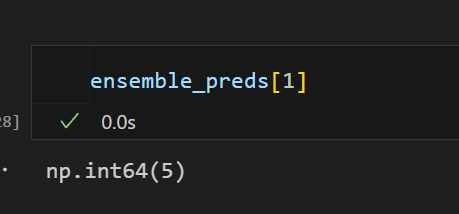 ensemble_preds[1]
28]
0.0s
np.int64(5)